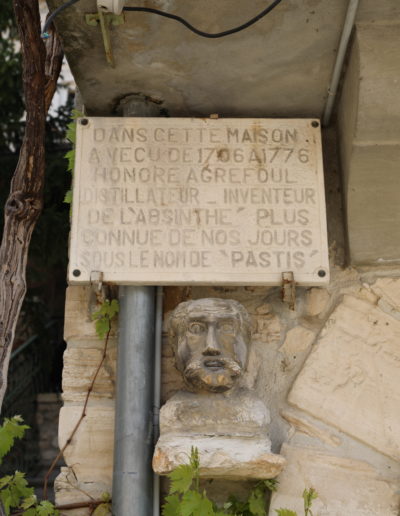 DANS CETTE MAISON
A VECU DE 1706 A 1776
HONORE AGREFOUL
DISTILLATEUR _ INVENTEUR
DE L'ABSINTHE" PLUS
CONNUE DE NOS JOURS
SOUS LE NOM DE "PASTIS"